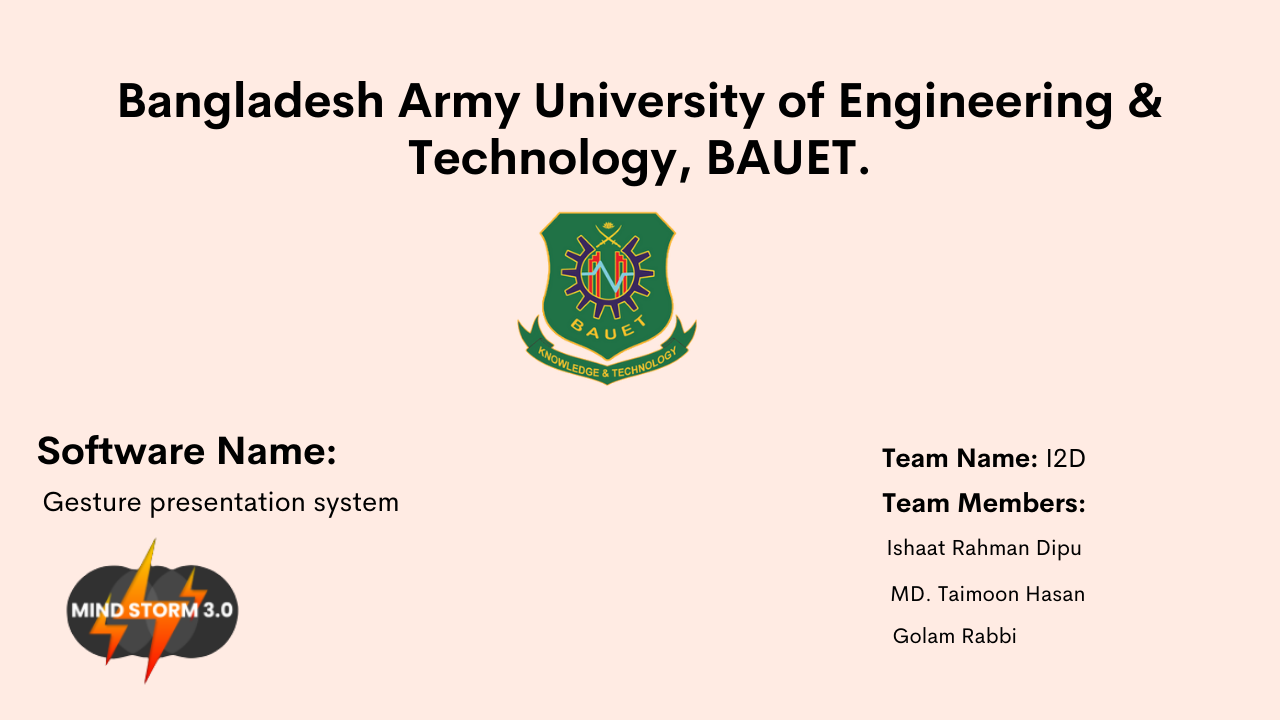 Bangladesh Army University of Engineering &
Technology, BAUET.
BAUET
KNOWLEDGE & TECHNOLOGY
Software Name:
Gesture presentation system
MIND STORM 3.0
Team Name: I2D
Team Members:
Ishaat Rahman Dipu
MD. Taimoon Hasan
Golam Rabbi